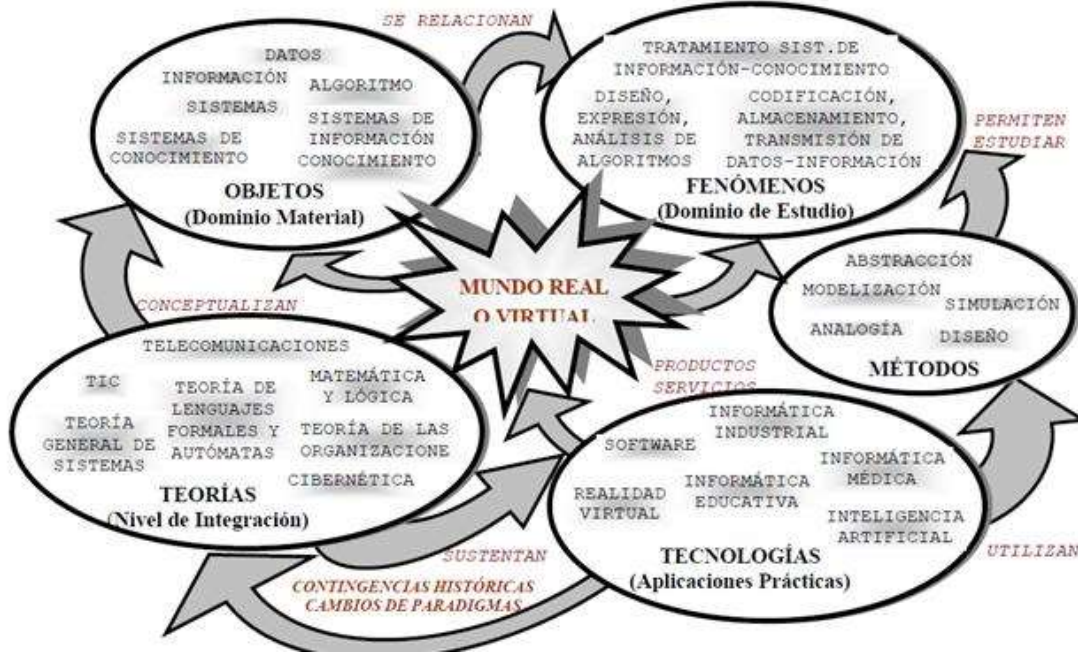 SE RELACIONAN
DATOS
INFORMACIÓN
ALGORITMO
SISTEMAS
SISTEMAS DE
CONOCIMIENTO
SISTEMAS DE
INFORMACIÓN
CONOCIMIENTO
OBJETOS
(Dominio Material)
TRATAMIENTO SIST.DE
INFORMACIÓN-CONOCIMIENTO
DISEÑO,
EXPRESIÓN,
ANÁLISIS DE
ALGORITMOS
CODIFICACIÓN,
ALMACENAMIENTO,
TRANSMISIÓN DE
DATOS-INFORMACIÓN
FENÓMENOS
(Dominio de Estudio)
PERMITEN
ESTUDIAR
MUNDO REAL
O VIRTUAL
ABSTRACCIÓN
MODELIZACIÓN
SIMULACIÓN
ANALOGÍA
DISEÑO
MÉTODOS
CONCEPTUALIZAN
TELECOMUNICACIONES
TIC
TEORÍA DE
LENGUAJES
FORMALES Y
AUTÓMATAS
MATEMÁTICA
Y LÓGICA
TEORÍA
GENERAL DE
SISTEMAS
TEORÍA DE LAS
ORGANIZACIONE
CIBERNÉTICA
TEORÍAS
(Nivel de Integración)
PRODUCTOS
SERVICIOS
INFORMÁTICA
INDUSTRIAL
SOFTWARE
INFORMÁTICA
MÉDICA
REALIDAD
VIRTUAL
INFORMÁTICA
EDUCATIVA
INTELIGENCIA
ARTIFICIAL
TECNOLOGÍAS
(Aplicaciones Prácticas)
UTILIZAN
SUSTENTAN
CONTINGENCIAS HISTÓRICAS
CAMBIOS DE PARADIGMAS